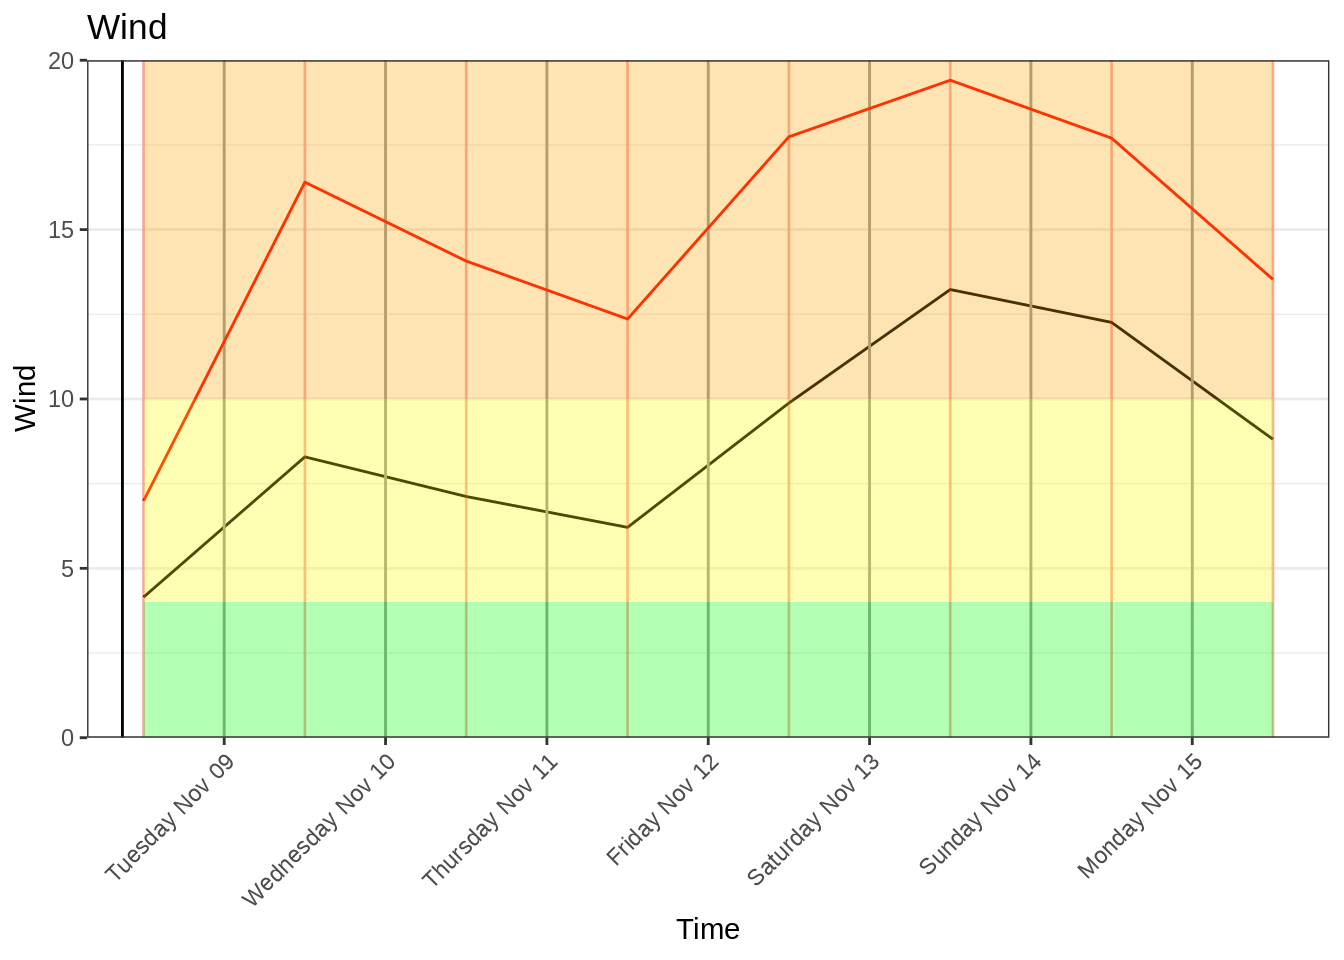 Wind
20
15
10
5
0
Wind
Tuesday Nov 09
Wednesday Nov 10
Thursday Nov 11
Friday Nov 12
Saturday Nov 13
Sunday Nov 14
Monday Nov 15
Time